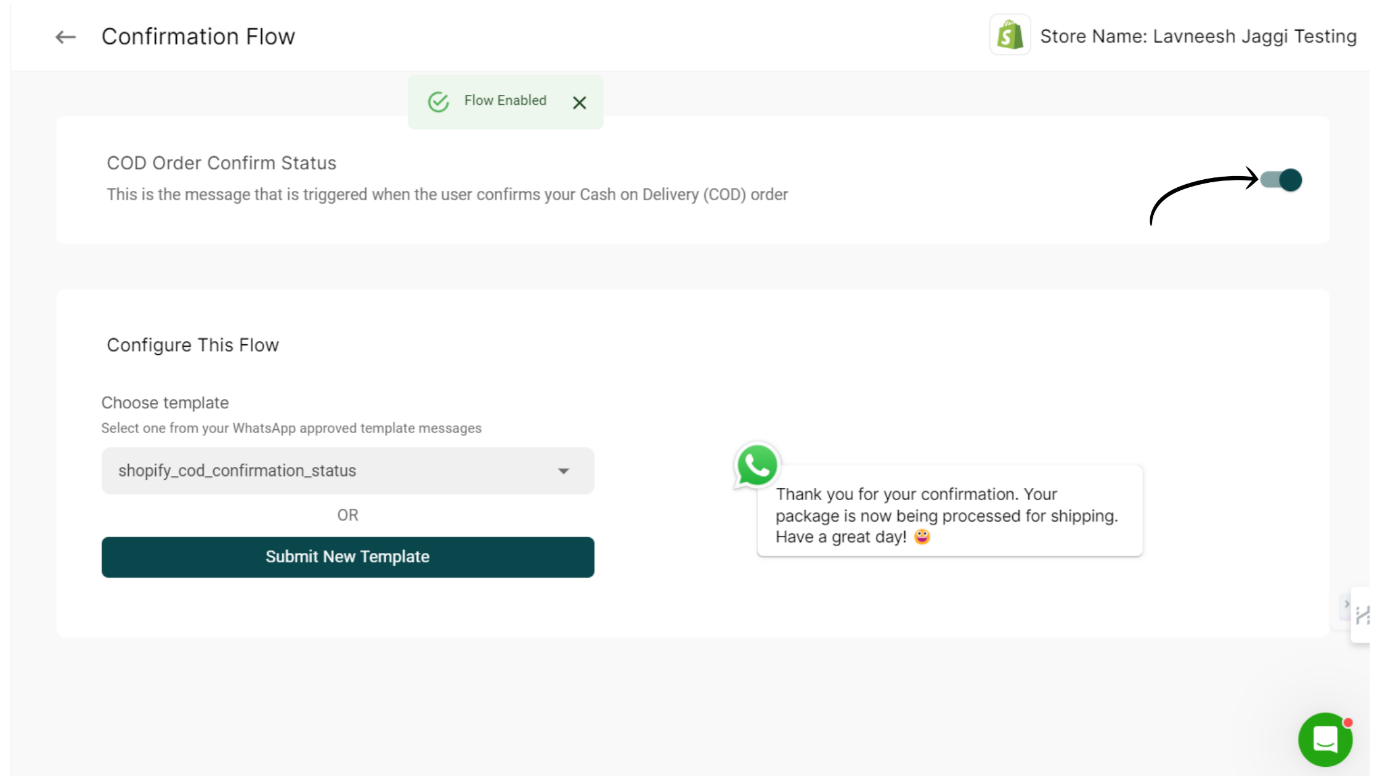 Confirmation Flow
Store Name: Lavneesh Jaggi Testing
Flow Enabled
COD Order Confirm Status
This is the message that is triggered when the user confirms your Cash on Delivery (COD) order
Configure This Flow
Choose template
Select one from your WhatsApp approved template messages
shopify_cod_confirmation_status
OR
Submit New Template
Thank you for your confirmation. Your
package is now being processed for shipping.
Have a great day! 😀